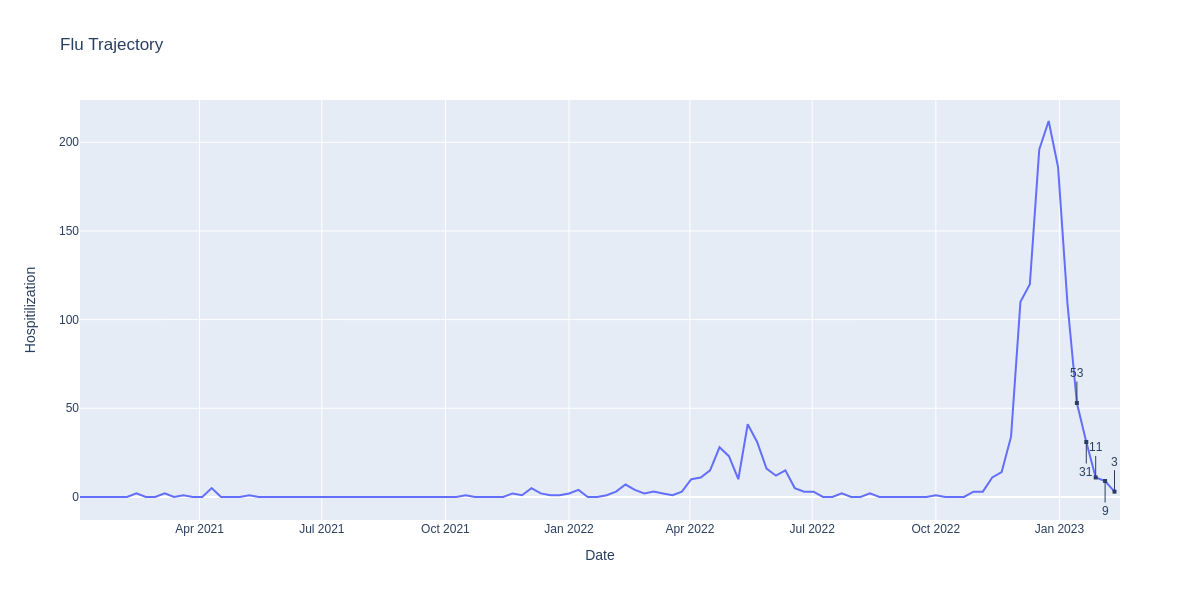 Flu Trajectory
200
150
100
50
0
Hospitilization
53
11
31
3
9
Apr 2021
Jul 2021
Oct 2021
Jan 2022
Apr 2022
Jul 2022
Oct 2022
Jan 2023
Date